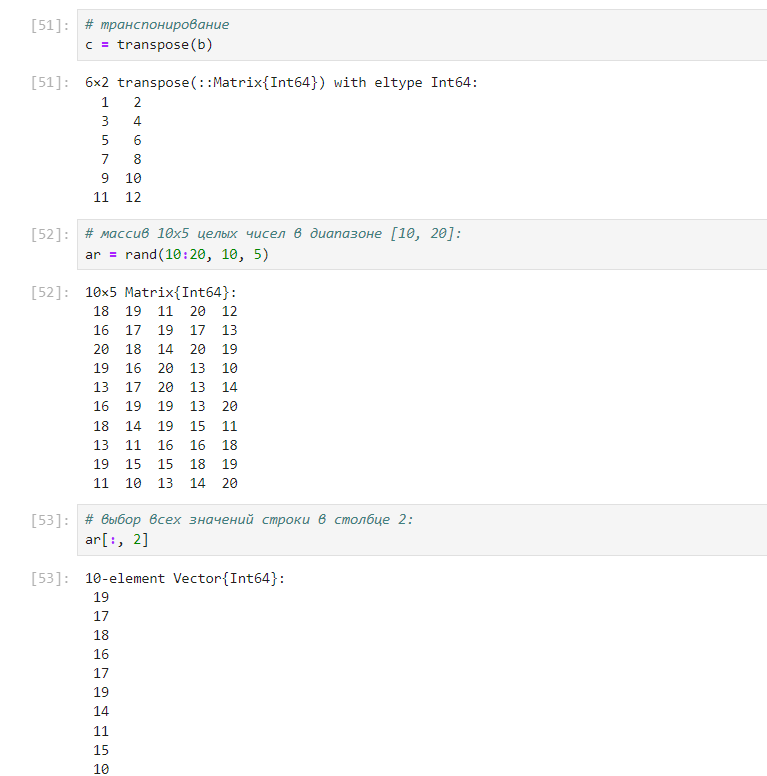 [51]: # транспонирование
c = transpose(b)
[51]: 6×2 transpose(::Matrix{Int64}) with eltype Int64:
1 2
3 4
5 6
7 8
9 10
11 12
[52]: # массив 10x5 целых чисел в диапазоне [10, 20]:
ar = rand(10:20, 10, 5)
[52]: 10×5 Matrix{Int64}:
18 19 11 20 12
16 17 19 17 13
20 18 14 20 19
19 16 20 13 10
13 17 20 13 14
16 19 19 13 20
18 14 19 15 11
13 11 16 16 18
19 15 15 18 19
11 10 13 14 20
[53]: # выбор всех значений строки в столбце 2:
ar[:, 2]
[53]: 10-element Vector{Int64}:
19
17
18
16
17
19
14
11
15
10